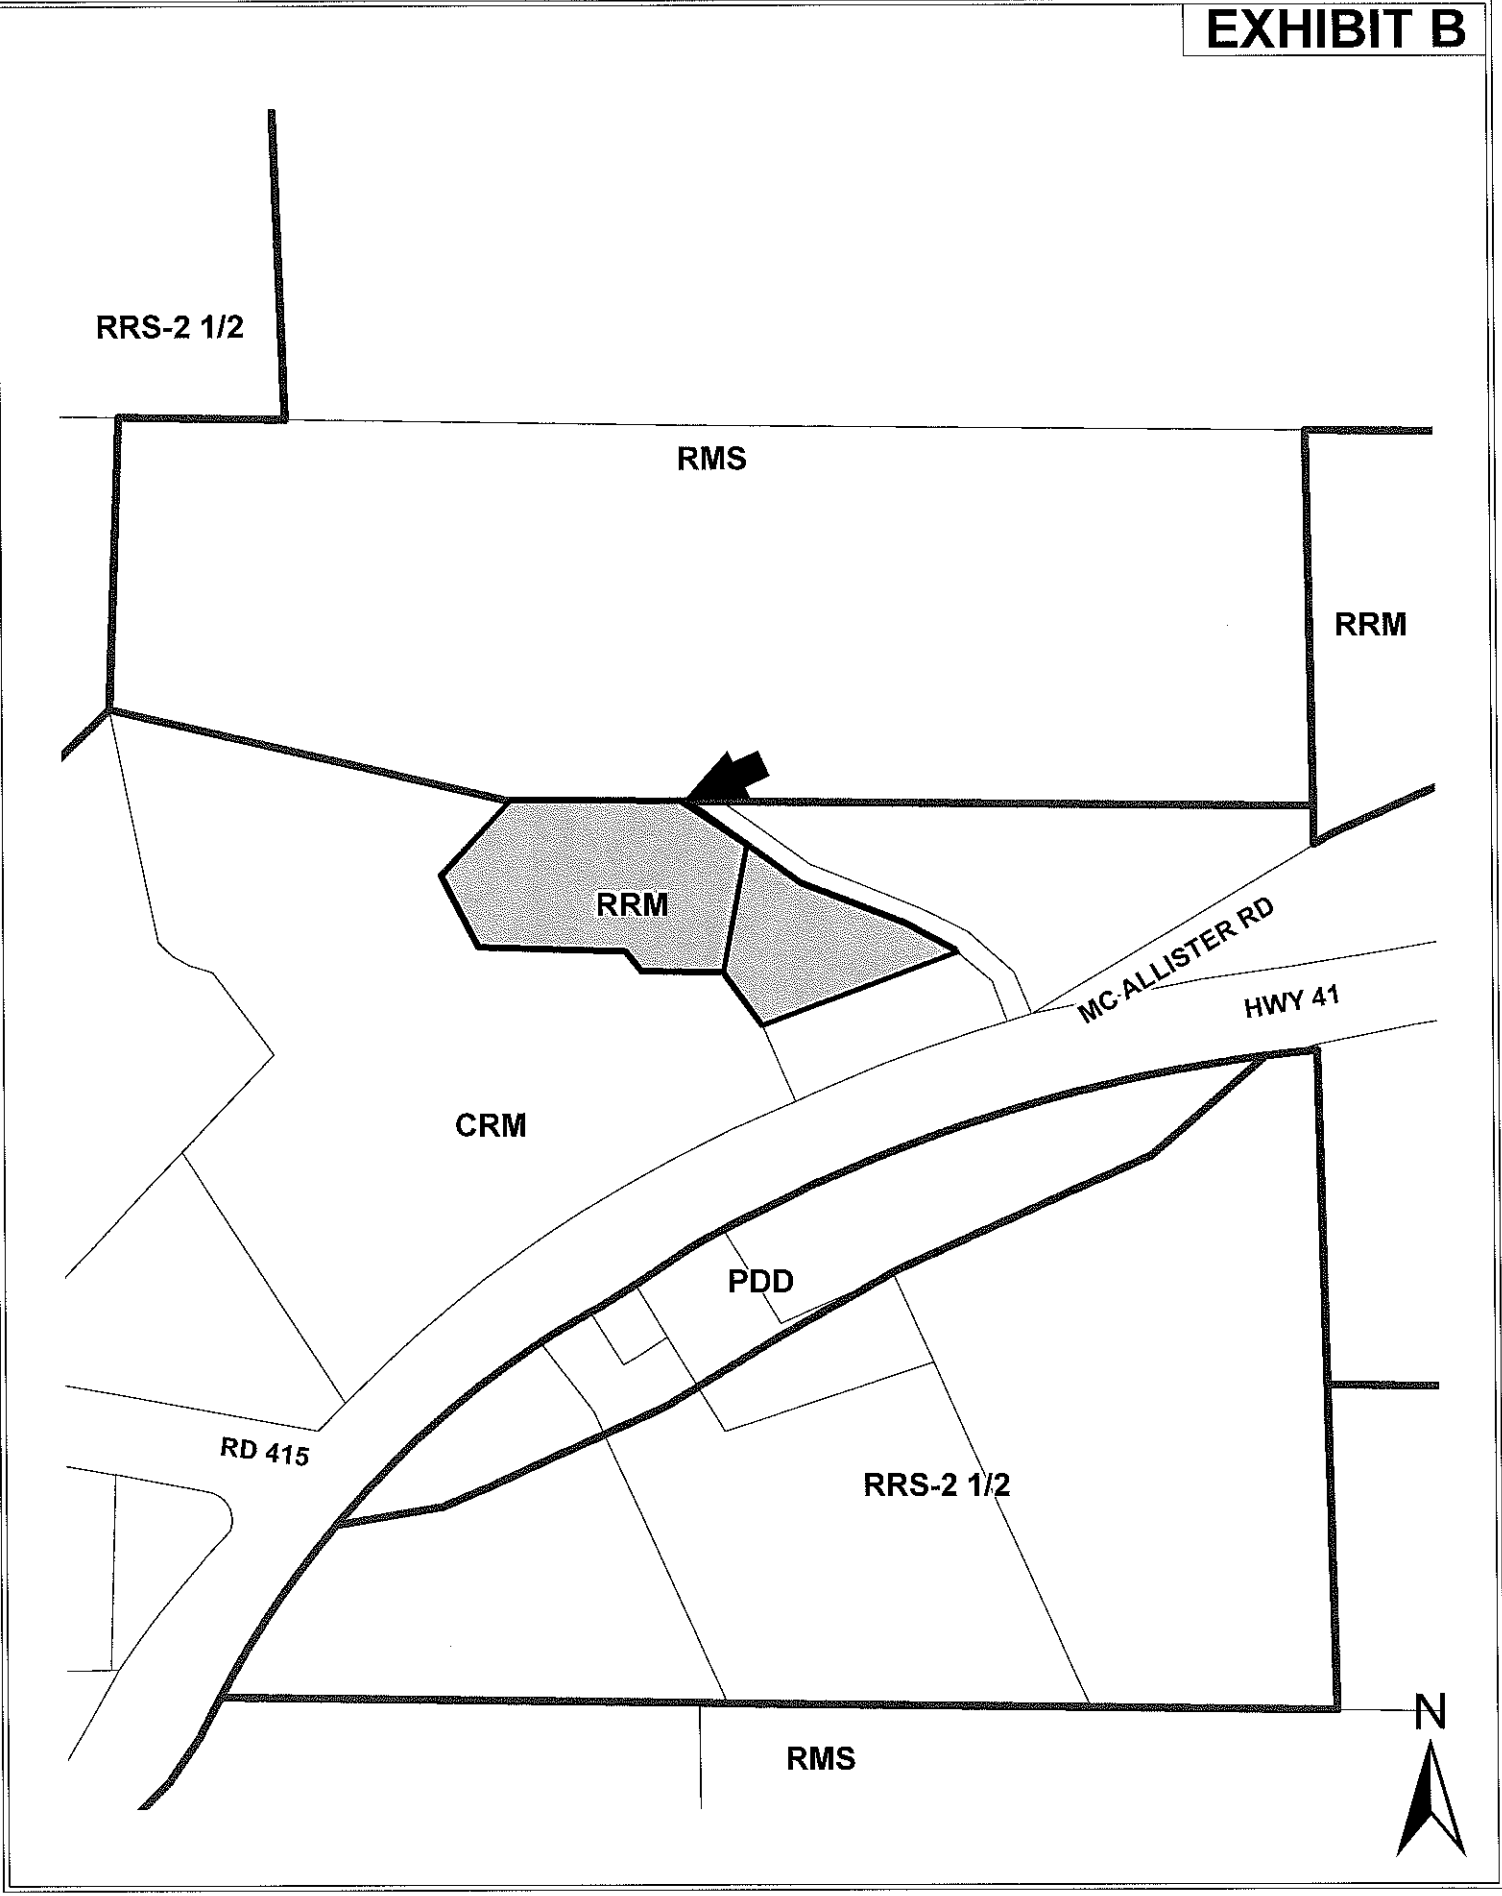 EXHIBIT B
RRS-2 1/2
RMS
RRM
RRM
MC ALLISTER RD
HWY 41
CRM
PDD
RD 415
RRS-2 1/2
N
RMS